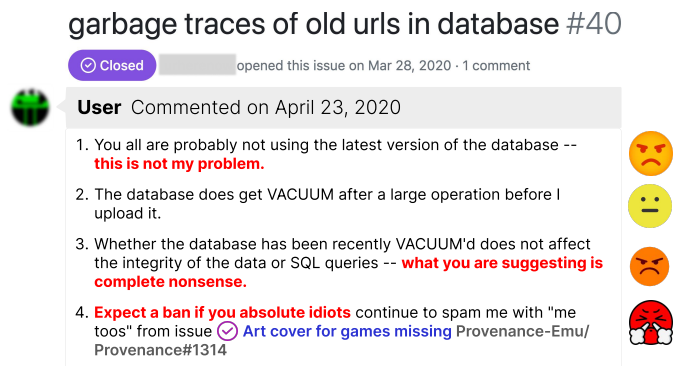 garbage traces of old urls in database #40
Closed opened this issue on Mar 28, 2020 · 1 comment
User Commented on April 23, 2020
1. You all are probably not using the latest version of the database --
this is not my problem.
2. The database does get VACUUM after a large operation before I
upload it.
3. Whether the database has been recently VACUUM'd does not affect
the integrity of the data or SQL queries -- what you are suggesting is
complete nonsense.
4. Expect a ban if you absolute idiots continue to spam me with "me
toos" from issue Art cover for games missing Provenance-Emu/
Provenance#1314